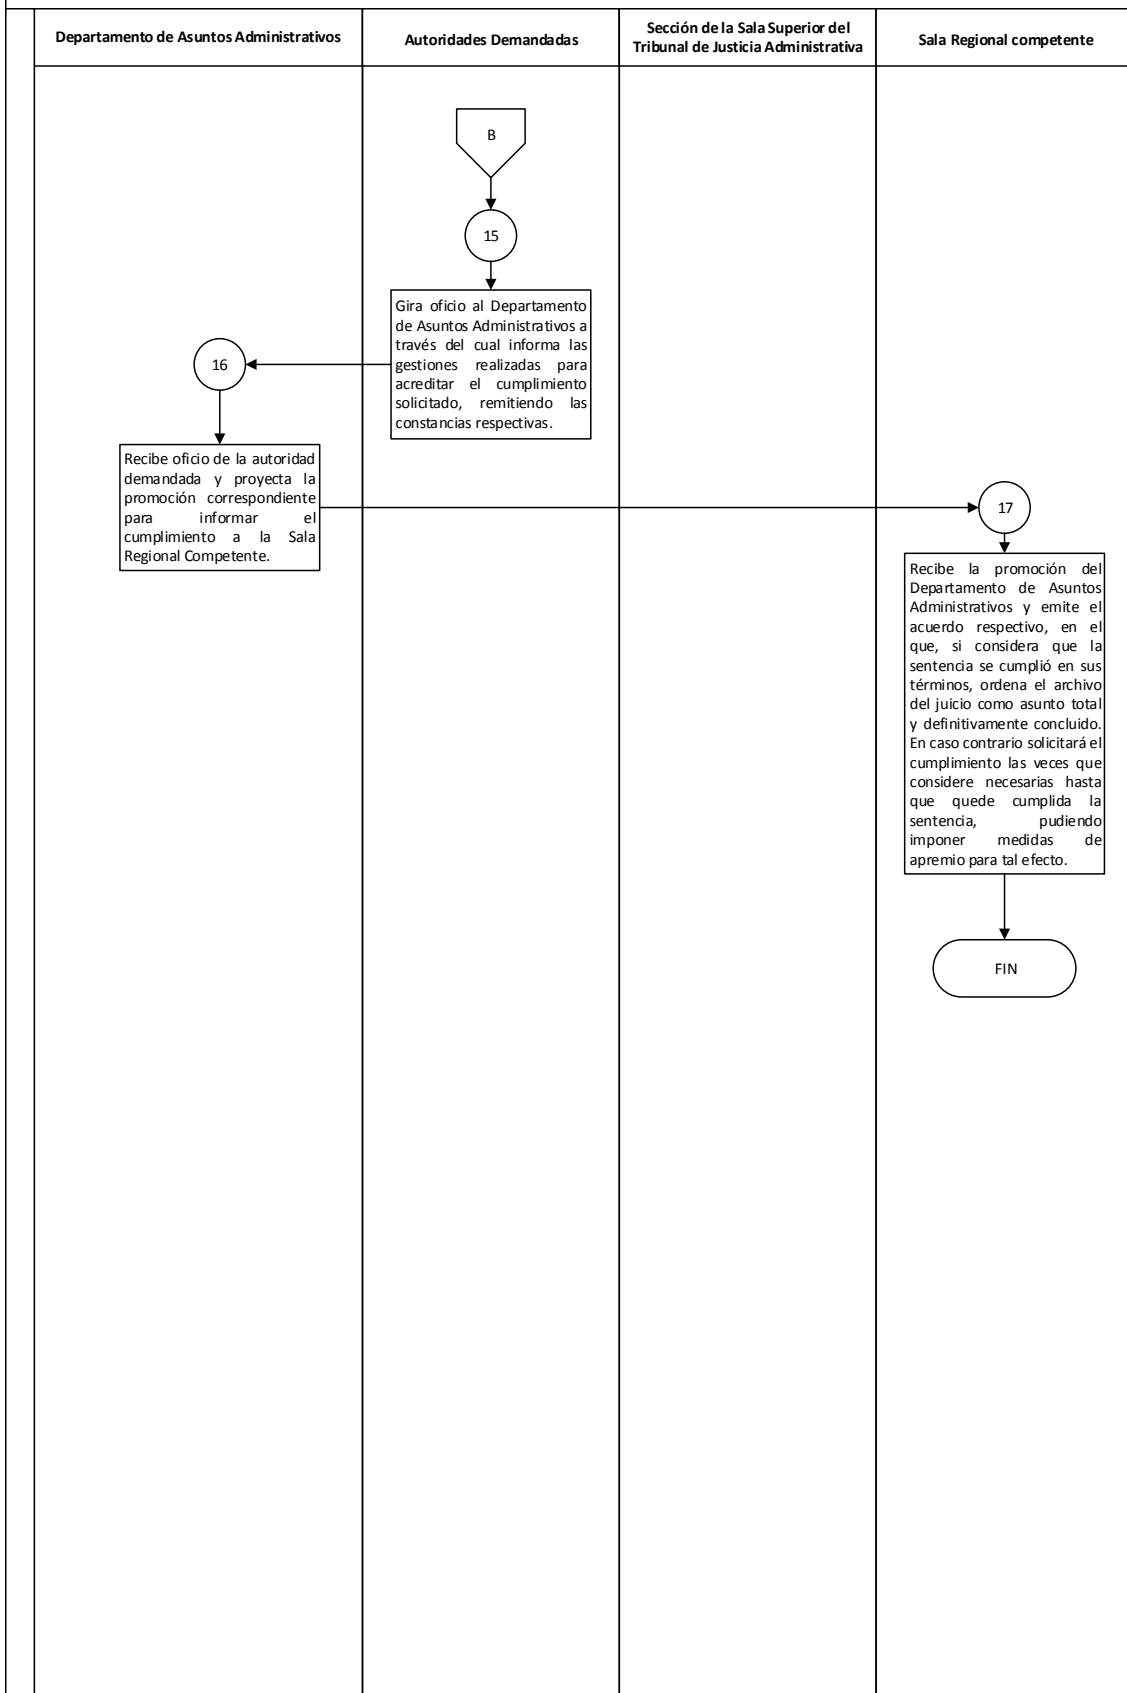 Departamento de Asuntos Administrativos
Autoridades Demandadas
Sección de la Sala Superior del
Tribunal de Justicia Administrativa
Sala Regional competente
B
15
Gira oficio al Departamento
de Asuntos Administrativos a
través del cual informa las
gestiones realizadas para
acreditar el cumplimiento
solicitado, remitiendo las
constancias respectivas.
16
Recibe oficio de la autoridad
demandada y proyecta la
promoción correspondiente
para informar el
cumplimiento a la Sala
Regional Competente.
17
Recibe la promoción del
Departamento de Asuntos
Administrativos y emite el
acuerdo respectivo, en el
que, si considera que la
sentencia se cumplió en sus
términos, ordena el archivo
del juicio como asunto total
y definitivamente concluido.
En caso contrario solicitará el
cumplimiento las veces que
considere necesarias hasta
que quede cumplida la
sentencia, pudiendo
imponer medidas de
apremio para tal efecto.
FIN